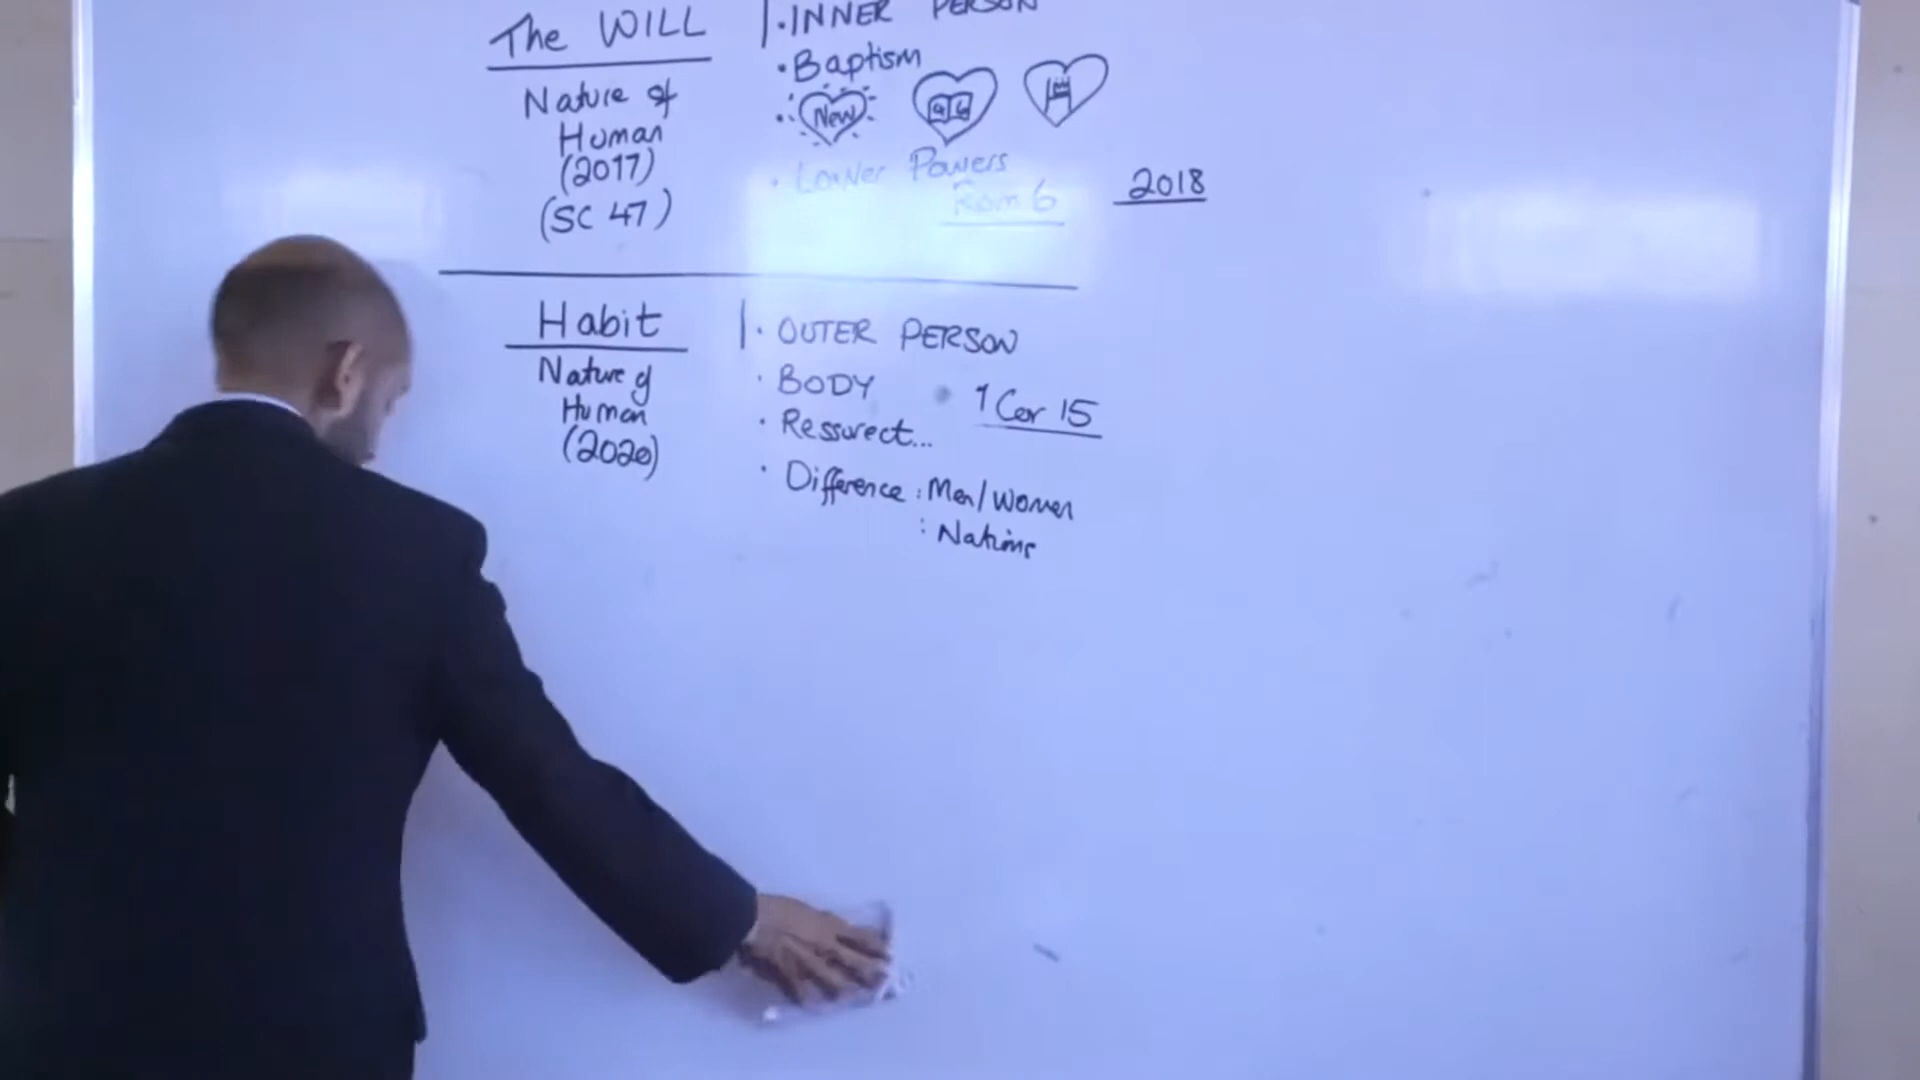 The WILL
Nature of
Human
(2017)
(SC 47)
| · INNER PERSON
· Baptism
· New
· Lower Powers
Rom 6
2018
Habit
Nature of
Human
(2020)
| · OUTER PERSON
· BODY
· Ressurect...
1 Cor 15
· Difference : Men/Women
: Nations